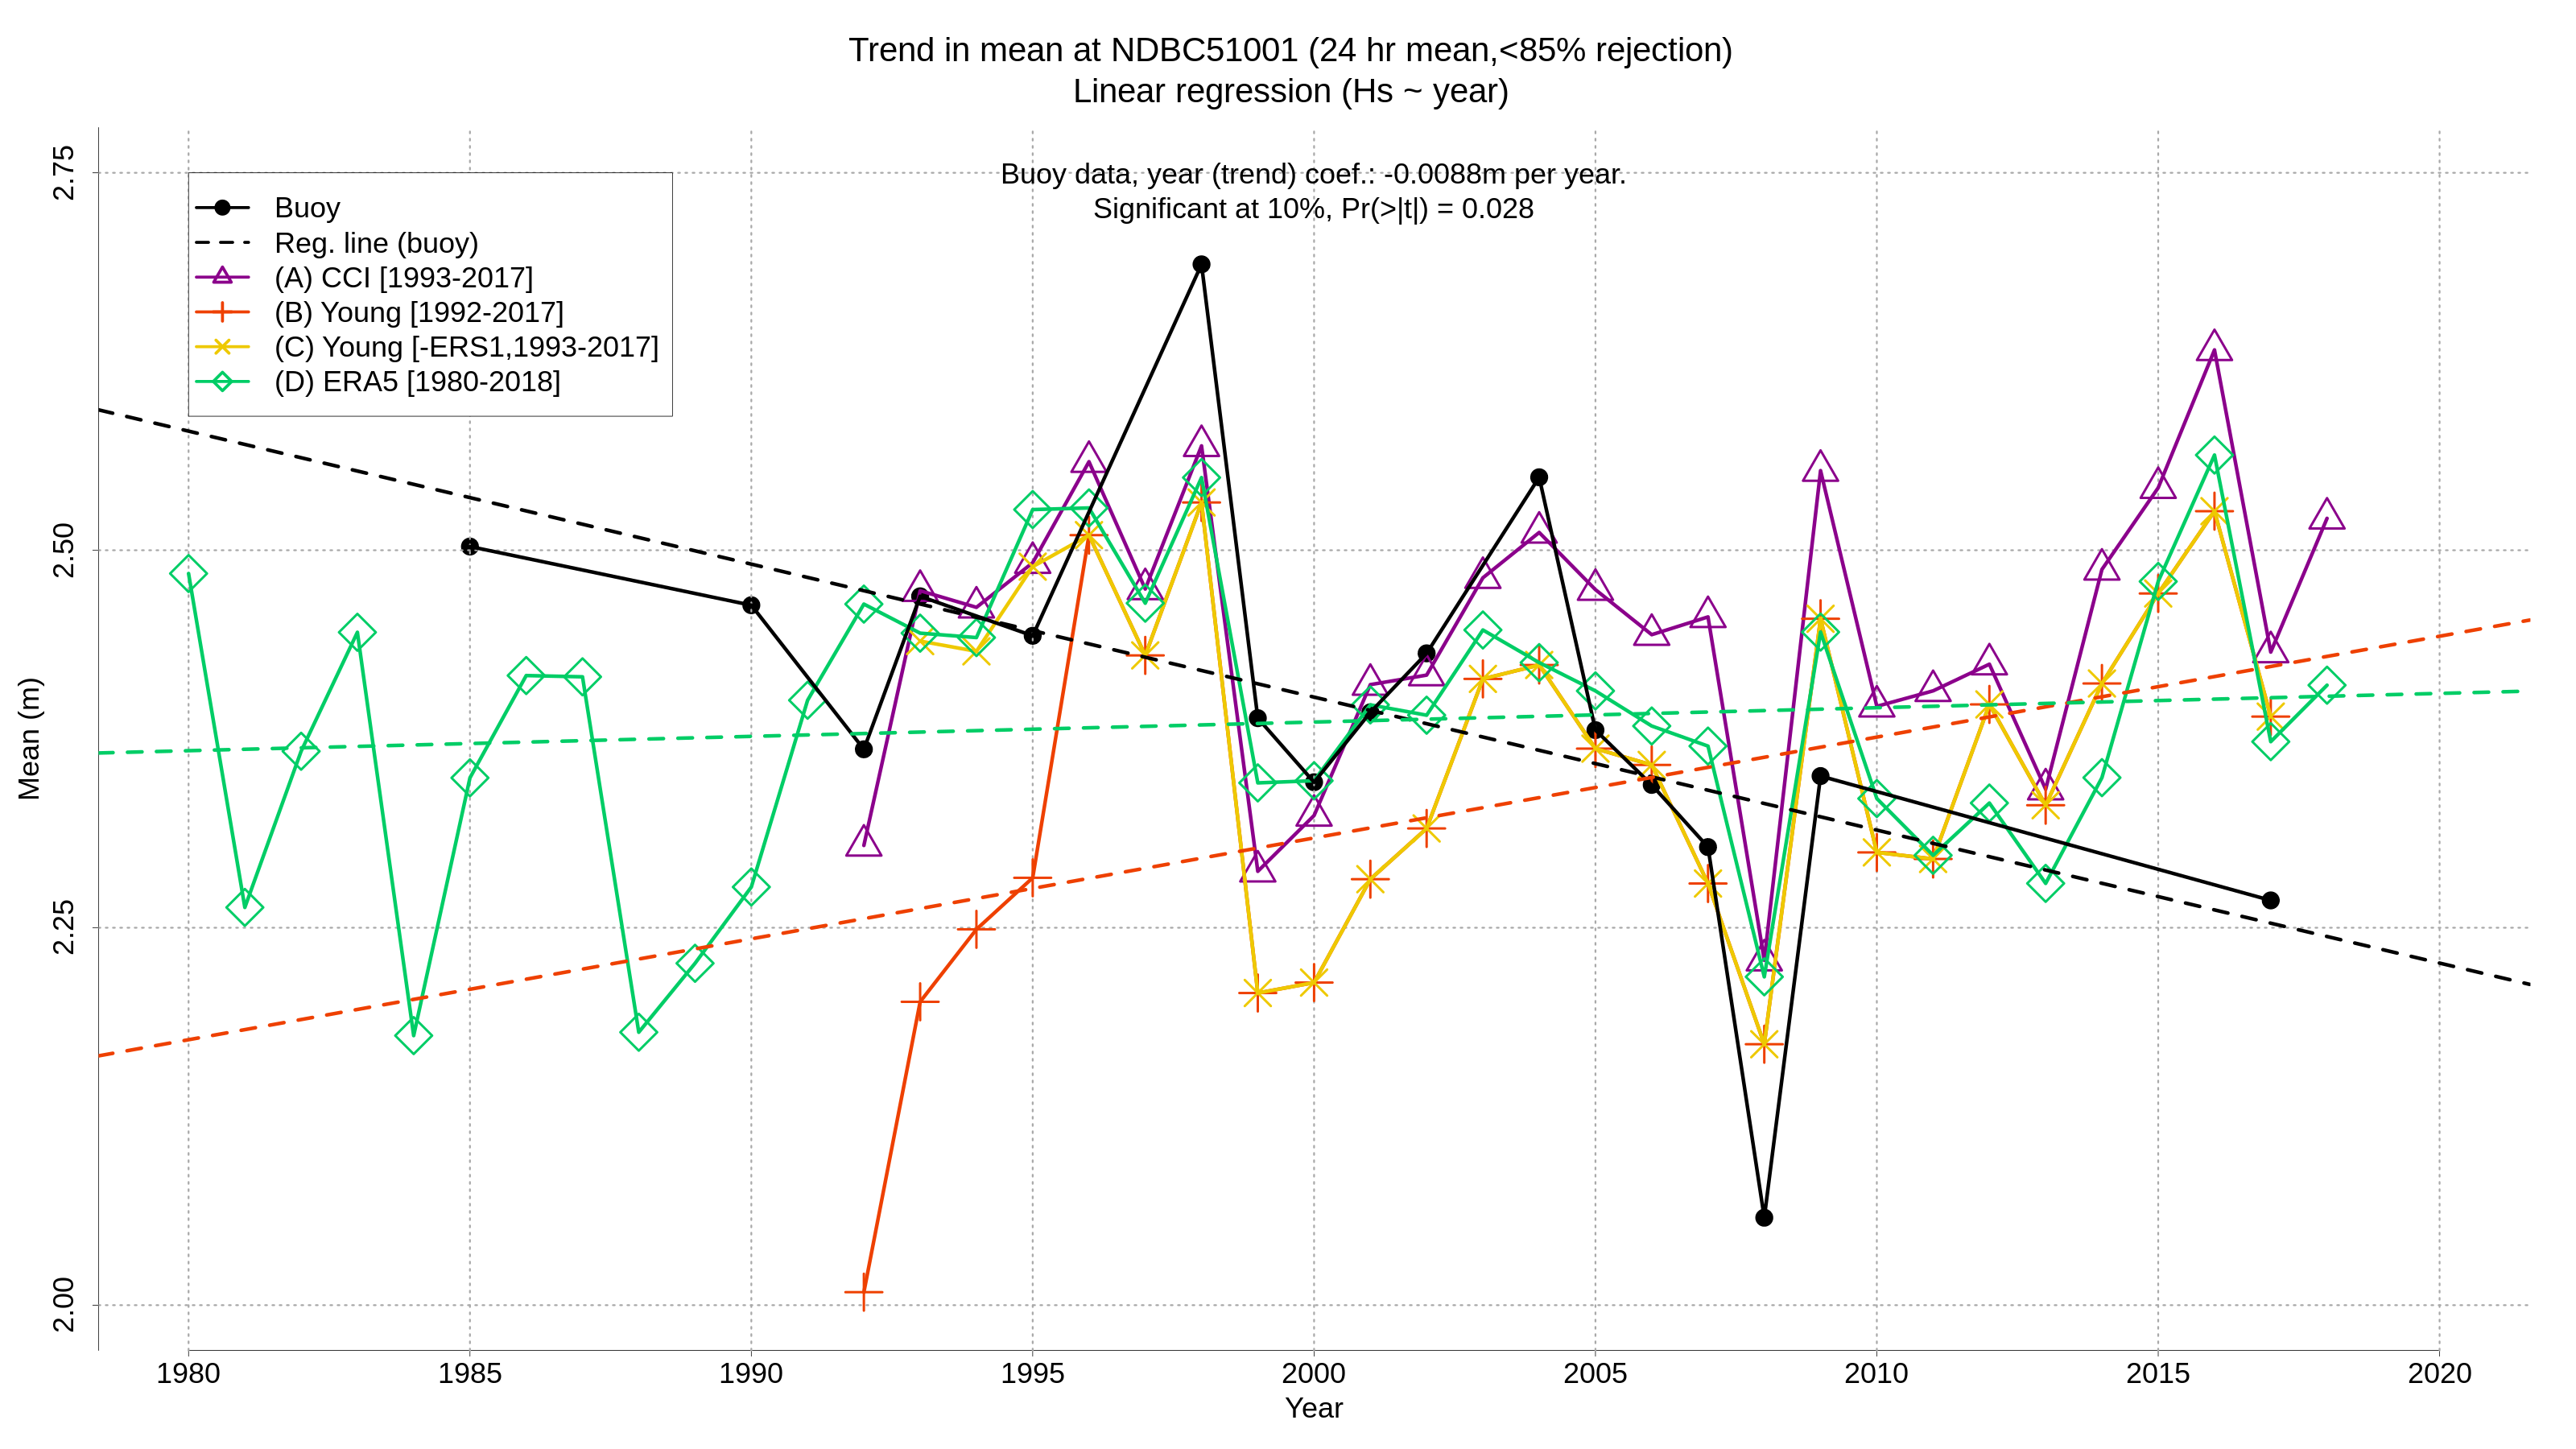 Trend in mean at NDBC51001 (24 hr mean,<85% rejection)
Linear regression (Hs ~ year)
Buoy data, year (trend) coef.: -0.0088m per year.
Significant at 10%, Pr(>|t|) = 0.028
Buoy
Reg. line (buoy)
(A) CCI [1993-2017]
(B) Young [1992-2017]
(C) Young [-ERS1,1993-2017]
(D) ERA5 [1980-2018]
Mean (m)
2.75
2.50
2.25
2.00
1980 1985 1990 1995 2000 2005 2010 2015 2020
Year